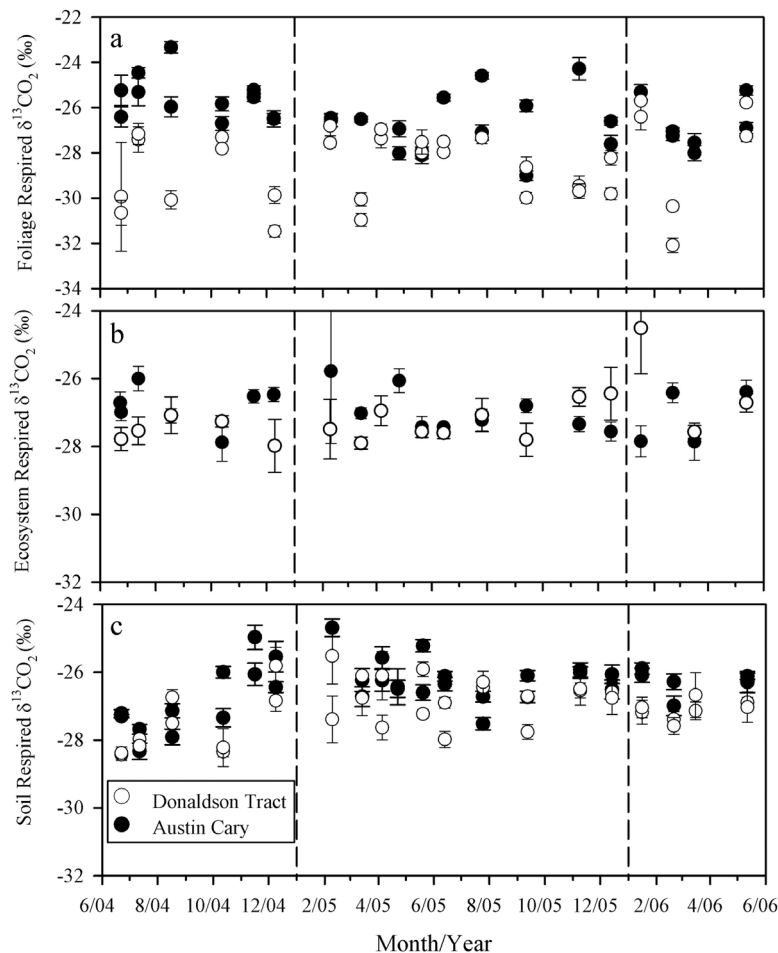 a
Foliage Respired δ¹³CO₂ (‰)
-22
-24
-26
-28
-30
-32
-34
b
Ecosystem Respired δ¹³CO₂ (‰)
-24
-26
-28
-30
-32
c
Soil Respired δ¹³CO₂ (‰)
-24
-26
-28
-30
-32
Donaldson Tract
Austin Cary
6/04 8/04 10/04 12/04 2/05 4/05 6/05 8/05 10/05 12/05 2/06 4/06 6/06
Month/Year